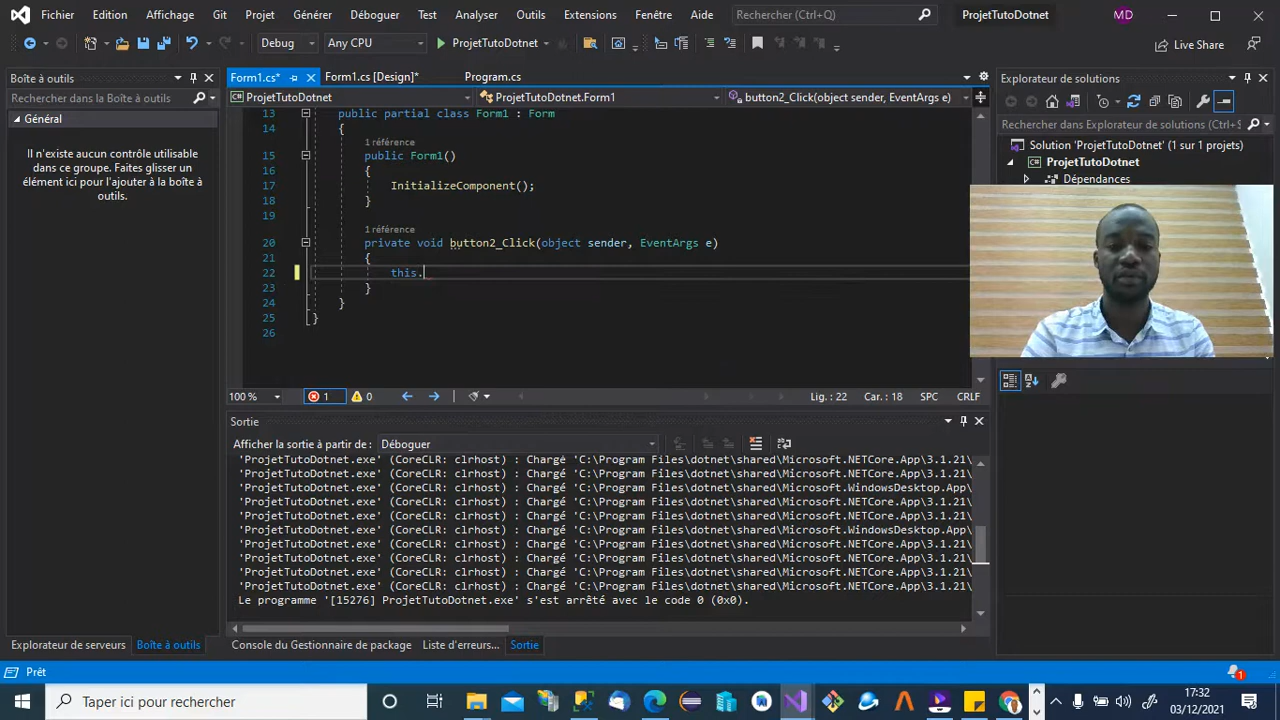 Fichier Edition Affichage Git Projet Générer Déboguer Test Analyser Outils Extensions Fenêtre Aide Rechercher (Ctrl+Q) ProjetTutoDotnet MD
Debug Any CPU ProjetTutoDotnet Live Share
Boîte à outils
Rechercher dans la Boîte à outils
Général
Il n'existe aucun contrôle utilisable
dans ce groupe. Faites glisser un
élément ici pour l'ajouter à la boîte à
outils.
Explorateur de serveurs Boîte à outils
Form1.cs* Form1.cs [Design]* Program.cs
ProjetTutoDotnet ProjetTutoDotnet.Form1 button2_Click(object sender, EventArgs e)
13 public partial class Form1 : Form
14 {
1 référence
15 public Form1()
16 {
17 InitializeComponent();
18 }
19
1 référence
20 private void button2_Click(object sender, EventArgs e)
21 {
22 this.
23 }
24 }
25 }
26
100 % 1 0 Lig. : 22 Car. : 18 SPC CRLF
Sortie
Afficher la sortie à partir de : Déboguer
'ProjetTutoDotnet.exe' (CoreCLR: clrhost) : Chargé 'C:\Program Files\dotnet\shared\Microsoft.NETCore.App\3.1.21\
'ProjetTutoDotnet.exe' (CoreCLR: clrhost) : Chargé 'C:\Program Files\dotnet\shared\Microsoft.NETCore.App\3.1.21\
'ProjetTutoDotnet.exe' (CoreCLR: clrhost) : Chargé 'C:\Program Files\dotnet\shared\Microsoft.WindowsDesktop.App\
'ProjetTutoDotnet.exe' (CoreCLR: clrhost) : Chargé 'C:\Program Files\dotnet\shared\Microsoft.NETCore.App\3.1.21\
'ProjetTutoDotnet.exe' (CoreCLR: clrhost) : Chargé 'C:\Program Files\dotnet\shared\Microsoft.NETCore.App\3.1.21\
'ProjetTutoDotnet.exe' (CoreCLR: clrhost) : Chargé 'C:\Program Files\dotnet\shared\Microsoft.WindowsDesktop.App\
'ProjetTutoDotnet.exe' (CoreCLR: clrhost) : Chargé 'C:\Program Files\dotnet\shared\Microsoft.NETCore.App\3.1.21\
'ProjetTutoDotnet.exe' (CoreCLR: clrhost) : Chargé 'C:\Program Files\dotnet\shared\Microsoft.NETCore.App\3.1.21\
'ProjetTutoDotnet.exe' (CoreCLR: clrhost) : Chargé 'C:\Program Files\dotnet\shared\Microsoft.NETCore.App\3.1.21\
'ProjetTutoDotnet.exe' (CoreCLR: clrhost) : Chargé 'C:\Program Files\dotnet\shared\Microsoft.NETCore.App\3.1.21\
Le programme '[15276] ProjetTutoDotnet.exe' s'est arrêté avec le code 0 (0x0).
Console du Gestionnaire de package Liste d'erreurs... Sortie
Explorateur de solutions
Rechercher dans Explorateur de solutions (Ctrl+$
Solution 'ProjetTutoDotnet' (1 sur 1 projets)
ProjetTutoDotnet
Dépendances
Prêt 1
Taper ici pour rechercher
17:32
03/12/2021